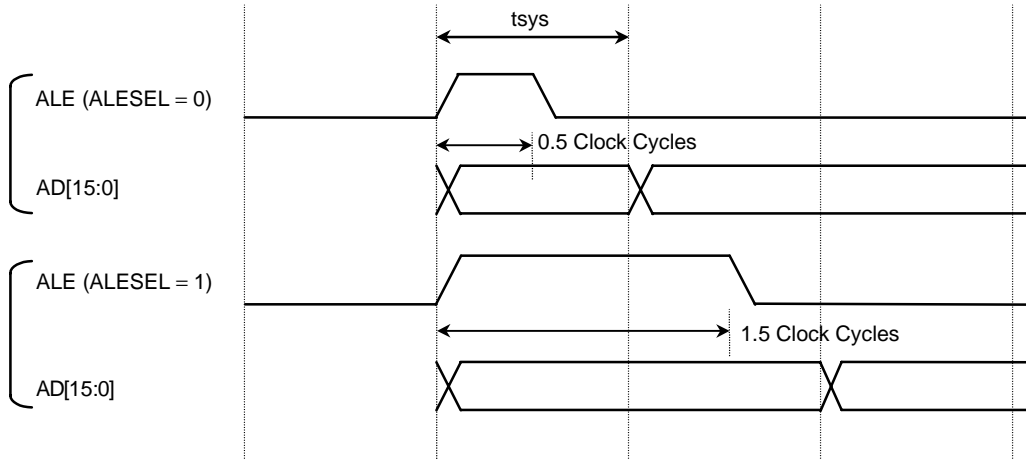 tsys
ALE (ALESEL = 0)
0.5 Clock Cycles
AD[15:0]
ALE (ALESEL = 1)
1.5 Clock Cycles
AD[15:0]